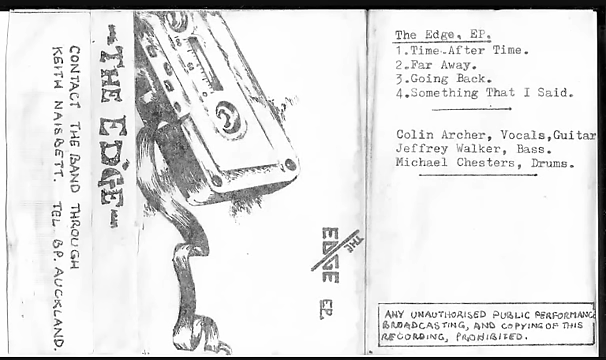 CONTACT THE BAND THROUGH
KEITH NAISBETT. TEL BP. AUCKLAND.
THE EDGE
THE
EDGE EP.
The Edge, EP.
1.Time After Time.
2.Far Away.
3.Going Back.
4.Something That I Said.
Colin Archer, Vocals,Guitar
Jeffrey Walker, Bass.
Michael Chesters, Drums.
ANY UNAUTHORISED PUBLIC PERFORMANC
BROADCASTING, AND COPYING OF THIS
RECORDING, PROHIBITED.